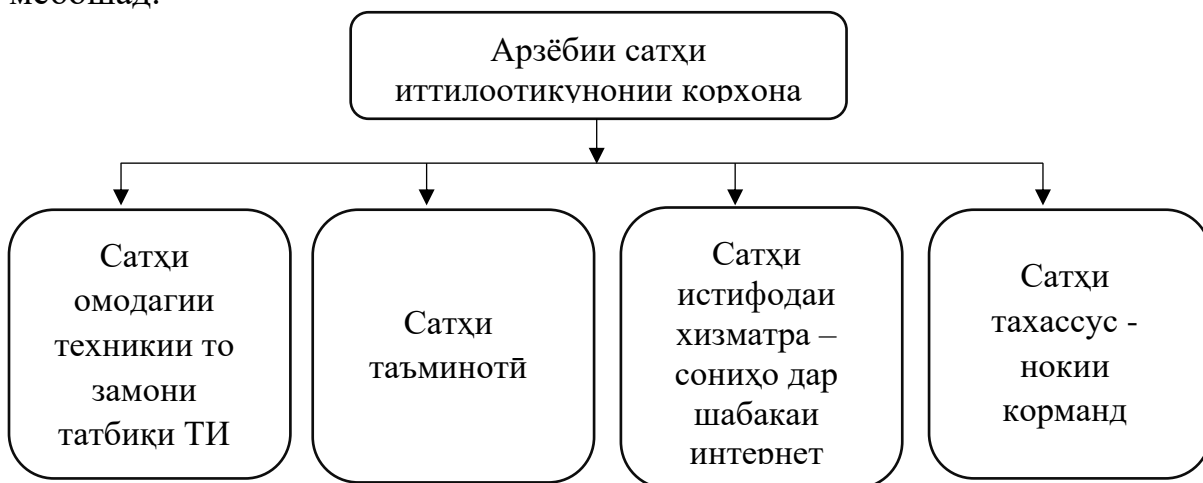 мебошад.
Арзёбии сатҳи
иттилоотикунонии корхона
Сатҳи
омодагии
техникии то
замони
татбиқи ТИ
Сатҳи
таъминотӣ
Сатҳи
истифодаи
хизматра –
сониҳо дар
шабакаи
интернет
Сатҳи
тахассус -
нокии
корманд